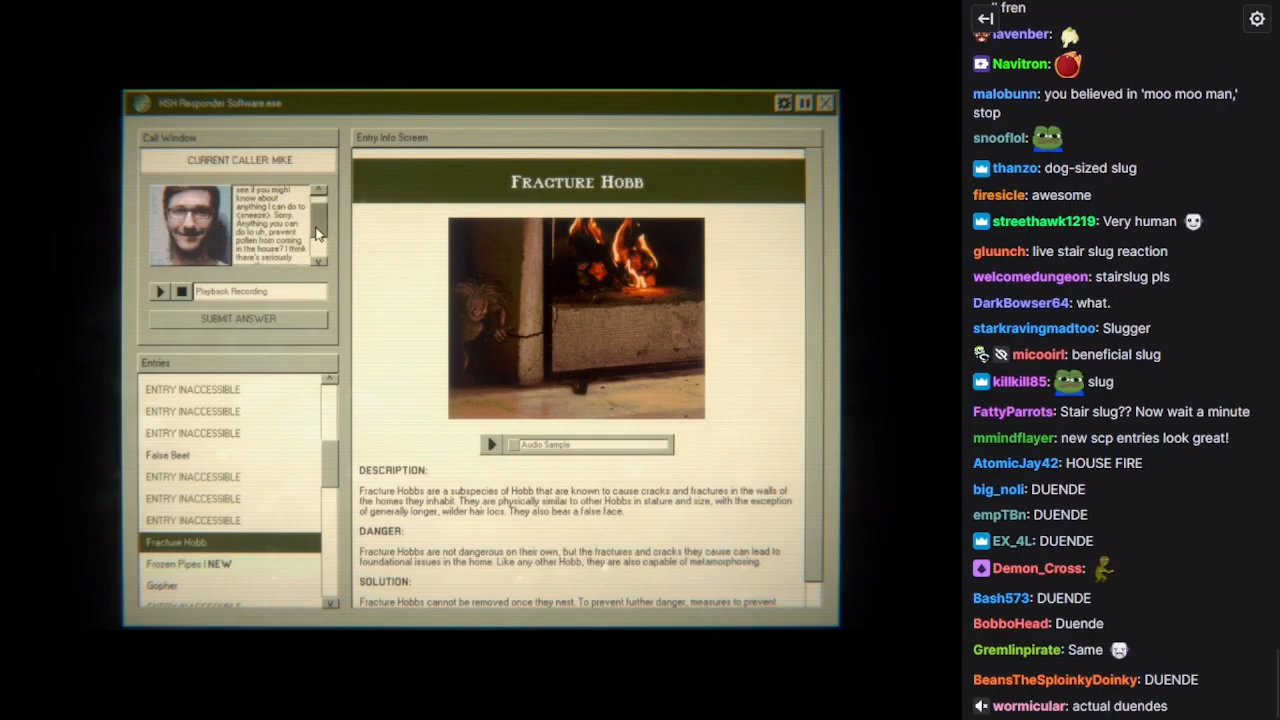 HSH Responder Software.exe
Call Window
CURRENT CALLER: MIKE
see if you might
know about
anything I can do to
<sneeze>. Sorry.
Anything you can
do to uh, prevent
pollen from coming
in the house? I think
there's seriously
Playback Recording
SUBMIT ANSWER
Entries
ENTRY INACCESSIBLE
ENTRY INACCESSIBLE
ENTRY INACCESSIBLE
False Beet
ENTRY INACCESSIBLE
ENTRY INACCESSIBLE
ENTRY INACCESSIBLE
Fracture Hobb
Frozen Pipes | NEW
Gopher
ENTRY INACCESSIBLE
Entry Info Screen
Fracture Hobb
Audio Sample
DESCRIPTION:
Fracture Hobbs are a subspecies of Hobb that are known to cause cracks and fractures in the walls of
the homes they inhabit. They are physically similar to other Hobbs in stature and size, with the exception
of generally longer, wilder hair locs. They also bear a false face.
DANGER:
Fracture Hobbs are not dangerous on their own, but the fractures and cracks they cause can lead to
foundational issues in the home. Like any other Hobb, they are also capable of metamorphosing.
SOLUTION:
Fracture Hobbs cannot be removed once they nest. To prevent further danger, measures to prevent
fren
lavenber:
Navitron:
malobunn: you believed in 'moo moo man,'
stop
snooflol:
thanzo: dog-sized slug
firesicle: awesome
streethawk1219: Very human
gluunch: live stair slug reaction
welcomedungeon: stairslug pls
DarkBowser64: what.
starkravingmadtoo: Slugger
micooirl: beneficial slug
killkill85: slug
FattyParrots: Stair slug?? Now wait a minute
mmindflayer: new scp entries look great!
AtomicJay42: HOUSE FIRE
big_noli: DUENDE
empTBn: DUENDE
EX_4L: DUENDE
Demon_Cross:
Bash573: DUENDE
BobboHead: Duende
Gremlinpirate: Same
BeansTheSploinkyDoinky: DUENDE
wormicular: actual duendes